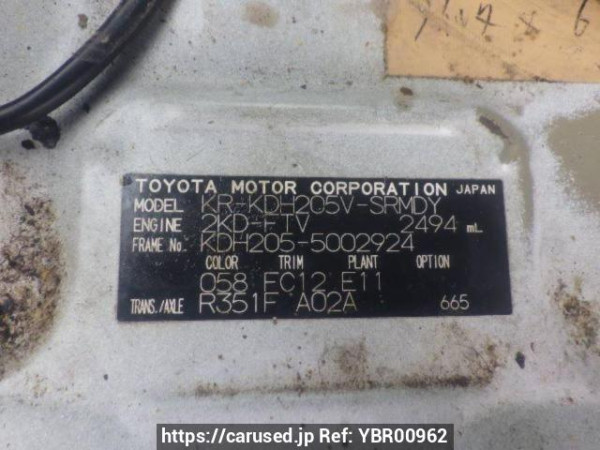 TOYOTA MOTOR CORPORATION JAPAN
MODEL KR-KDH205V-SRMDY
ENGINE 2KD-FTV 2494 mL
FRAME No. KDH205-5002924
COLOR TRIM PLANT OPTION
058 FC12 E11
TRANS./AXLE R351F A02A 665
https://carused.jp Ref: YBR00962